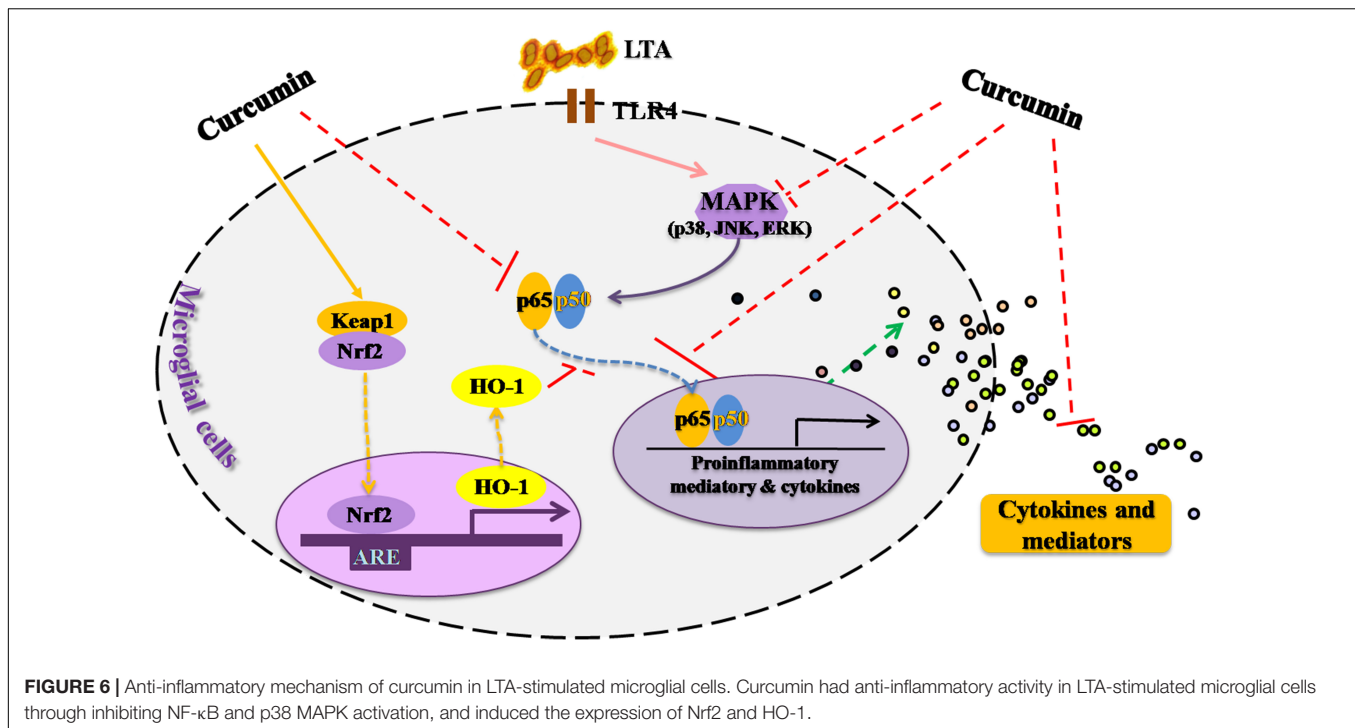 LTA
Curcumin
Curcumin
TLR4
MAPK
(p38, JNK, ERK)
Microglial cells
p65 p50
Keap1
Nrf2
HO-1
p65 p50
HO-1
Proinflammatory
mediatory & cytokines
Nrf2
ARE
Cytokines and
mediators
FIGURE 6 | Anti-inflammatory mechanism of curcumin in LTA-stimulated microglial cells. Curcumin had anti-inflammatory activity in LTA-stimulated microglial cells
through inhibiting NF-κB and p38 MAPK activation, and induced the expression of Nrf2 and HO-1.